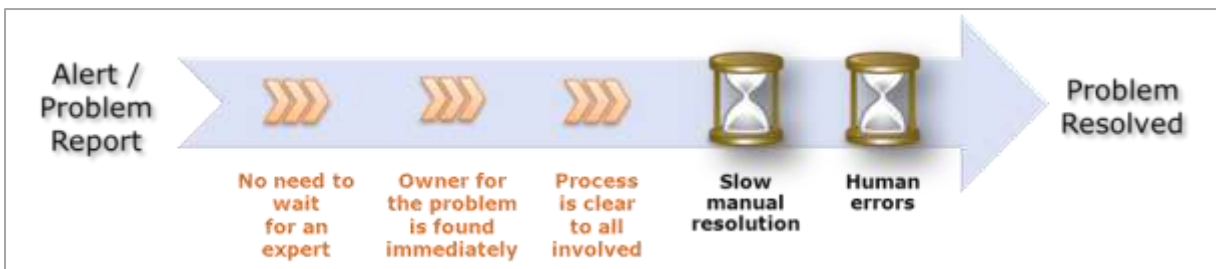 Alert /
Problem
Report
No need to
wait
for an
expert
Owner for
the problem
is found
immediately
Process
is clear
to all
involved
Slow
manual
resolution
Human
errors
Problem
Resolved